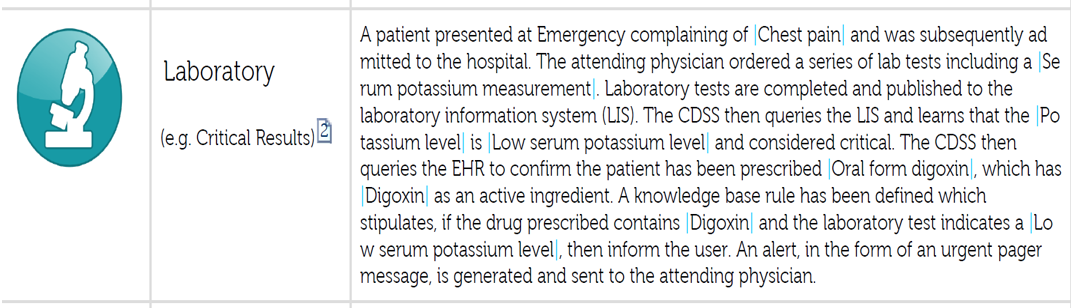 Laboratory
(e.g. Critical Results) 2
A patient presented at Emergency complaining of |Chest pain| and was subsequently ad
mitted to the hospital. The attending physician ordered a series of lab tests including a |Se
rum potassium measurement|. Laboratory tests are completed and published to the
laboratory information system (LIS). The CDSS then queries the LIS and learns that the |Po
tassium level| is |Low serum potassium level| and considered critical. The CDSS then
queries the EHR to confirm the patient has been prescribed |Oral form digoxin|, which has
|Digoxin| as an active ingredient. A knowledge base rule has been defined which
stipulates, if the drug prescribed contains |Digoxin| and the laboratory test indicates a |Lo
w serum potassium level|, then inform the user. An alert, in the form of an urgent pager
message, is generated and sent to the attending physician.